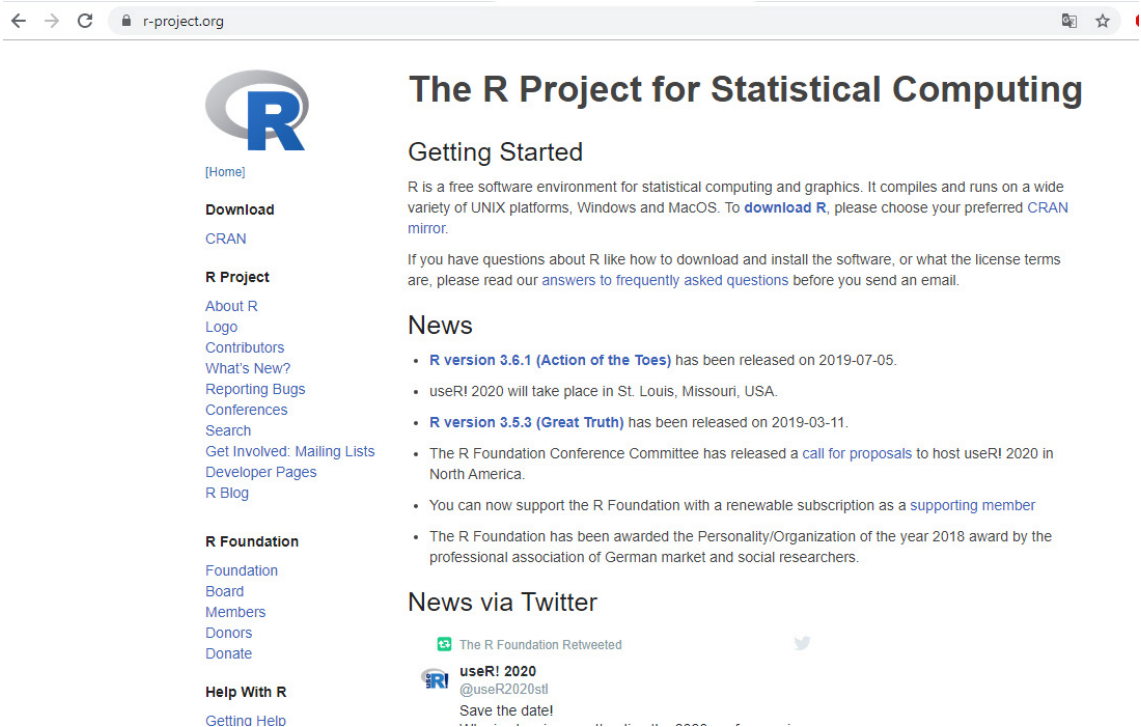 r-project.org
R
[Home]
Download
CRAN
R Project
About R
Logo
Contributors
What's New?
Reporting Bugs
Conferences
Search
Get Involved: Mailing Lists
Developer Pages
R Blog
R Foundation
Foundation
Board
Members
Donors
Donate
Help With R
Getting Help
The R Project for Statistical Computing
Getting Started
R is a free software environment for statistical computing and graphics. It compiles and runs on a wide
variety of UNIX platforms, Windows and MacOS. To download R, please choose your preferred CRAN
mirror.
If you have questions about R like how to download and install the software, or what the license terms
are, please read our answers to frequently asked questions before you send an email.
News
• R version 3.6.1 (Action of the Toes) has been released on 2019-07-05.
• useR! 2020 will take place in St. Louis, Missouri, USA.
• R version 3.5.3 (Great Truth) has been released on 2019-03-11.
• The R Foundation Conference Committee has released a call for proposals to host useR! 2020 in
North America.
• You can now support the R Foundation with a renewable subscription as a supporting member
• The R Foundation has been awarded the Personality/Organization of the year 2018 award by the
professional association of German market and social researchers.
News via Twitter
The R Foundation Retweeted
useR! 2020
@useR2020stl
Save the date!